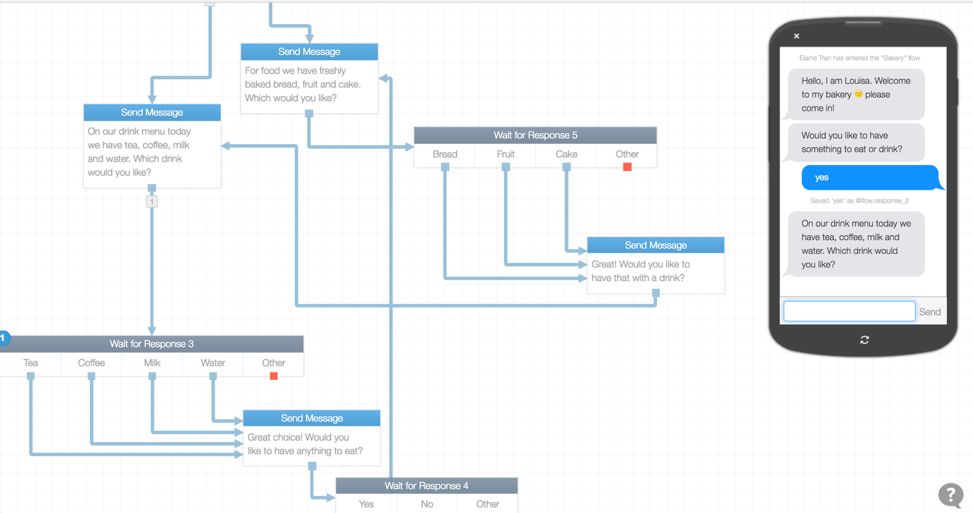 Send Message
For food we have freshly
baked bread, fruit and cake.
Which would you like?
Send Message
On our drink menu today
we have tea, coffee, milk
and water. Which drink
would you like?
1
Wait for Response 5
Bread Fruit Cake Other
Send Message
Great! Would you like to
have that with a drink?
1
Wait for Response 3
Tea Coffee Milk Water Other
Send Message
Great choice! Would you
like to have anything to eat?
Wait for Response 4
Yes No Other
×
Elaine Tran has entered the "Bakery" flow
Hello, I am Louisa. Welcome
to my bakery 🙂 please
come in!
Would you like to have
something to eat or drink?
yes
Saved 'yes' as @flow.response_2
On our drink menu today we
have tea, coffee, milk and
water. Which drink would
you like?
Send
?